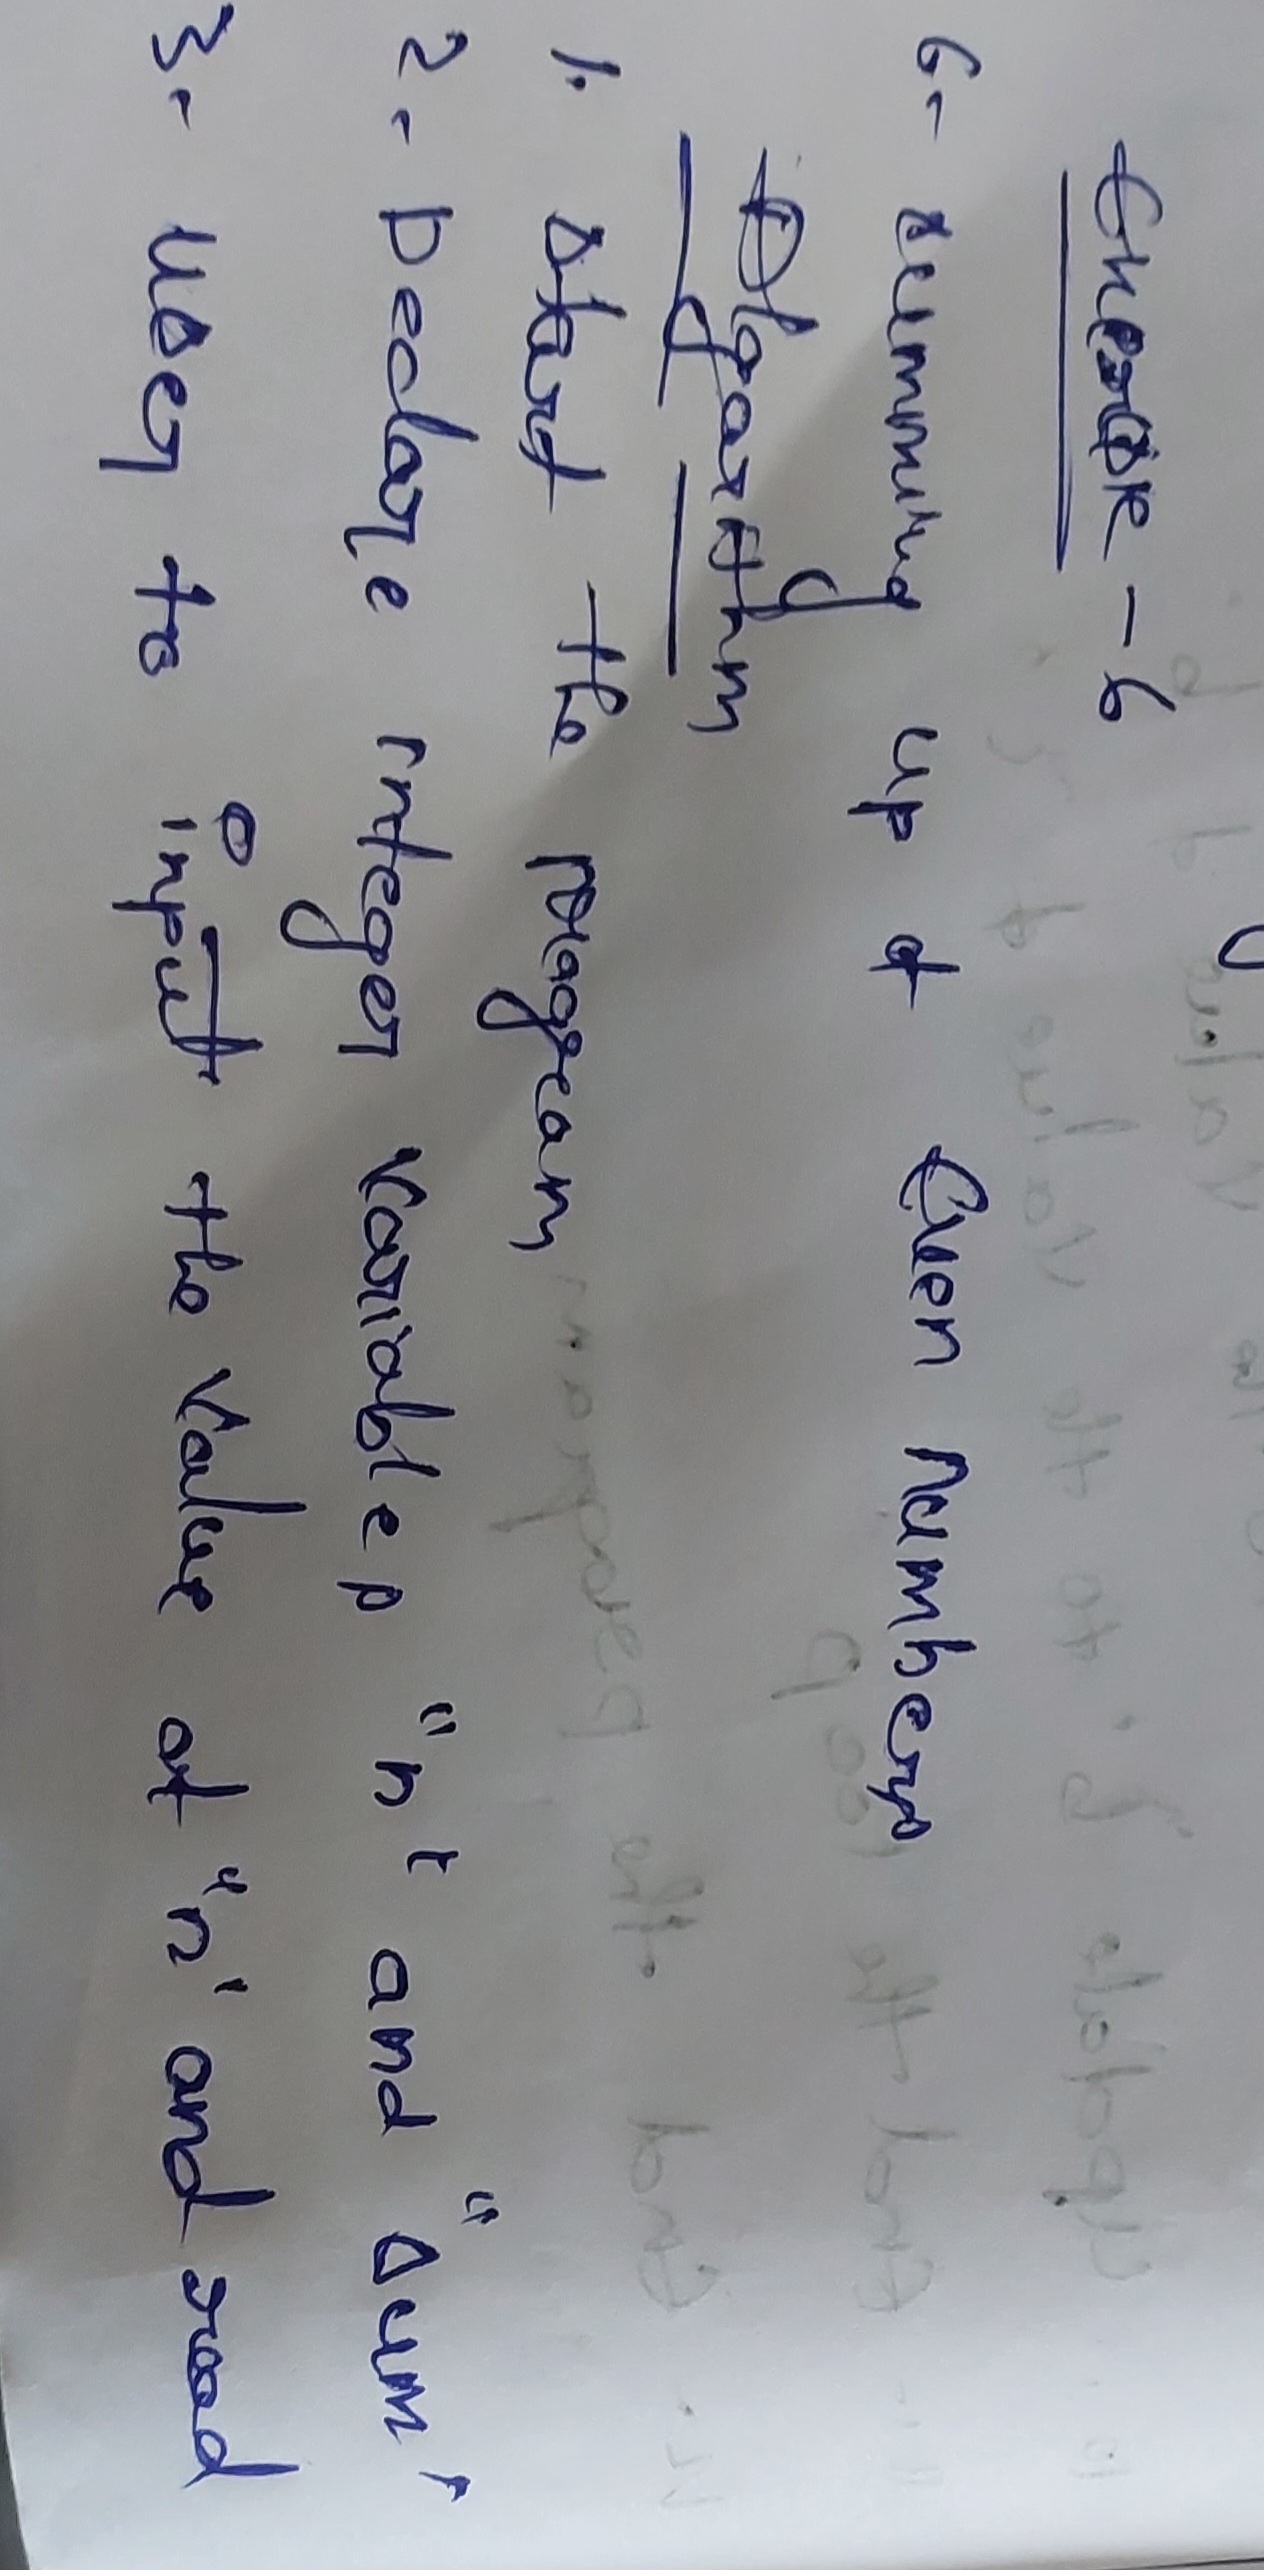 Exercise - 6
6- summing up of Even numbers
Algorithm
1. start the program
2. Declare integer variables "n' and "sum'
3. User to input the value of "n' and read